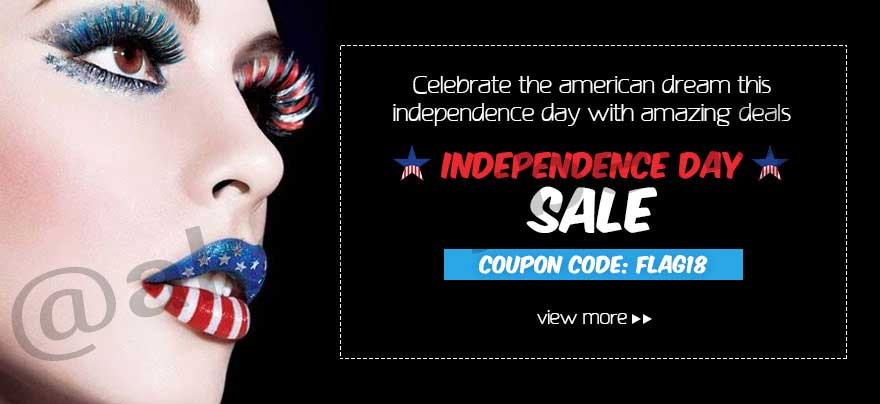 Celebrate the american dream this
independence day with amazing deals
INDEPENDENCE DAY
SALE
COUPON CODE: FLAG18
view more